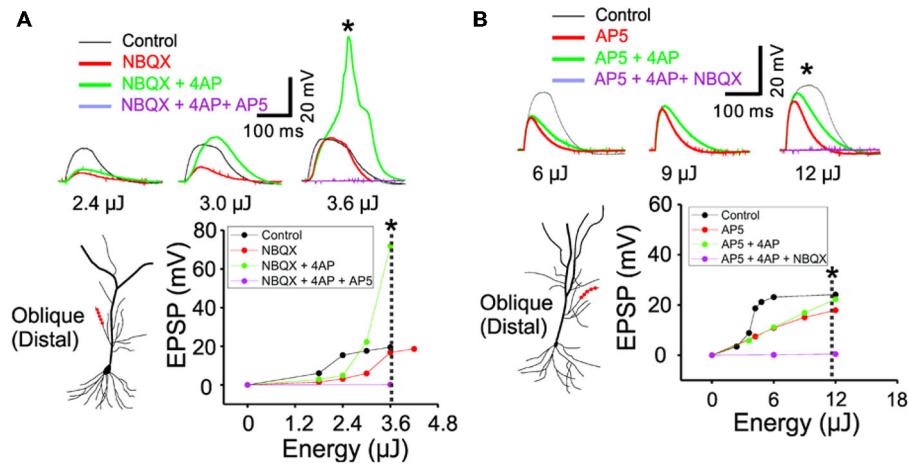 A
Control
NBQX
NBQX + 4AP
NBQX + 4AP+ AP5
*
20 mV
100 ms
2.4 µJ
3.0 µJ
3.6 µJ
Oblique
(Distal)
EPSP (mV)
80
60
40
20
0
Control
NBQX
NBQX + 4AP
NBQX + 4AP + AP5
*
0
1.2
2.4
3.6
4.8
Energy (µJ)
B
Control
AP5
AP5 + 4AP
AP5 + 4AP+ NBQX
20 mV
100 ms
*
6 µJ
9 µJ
12 µJ
Oblique
(Distal)
EPSP (mV)
60
40
20
0
Control
AP5
AP5 + 4AP
AP5 + 4AP + NBQX
*
0
6
12
18
Energy (µJ)